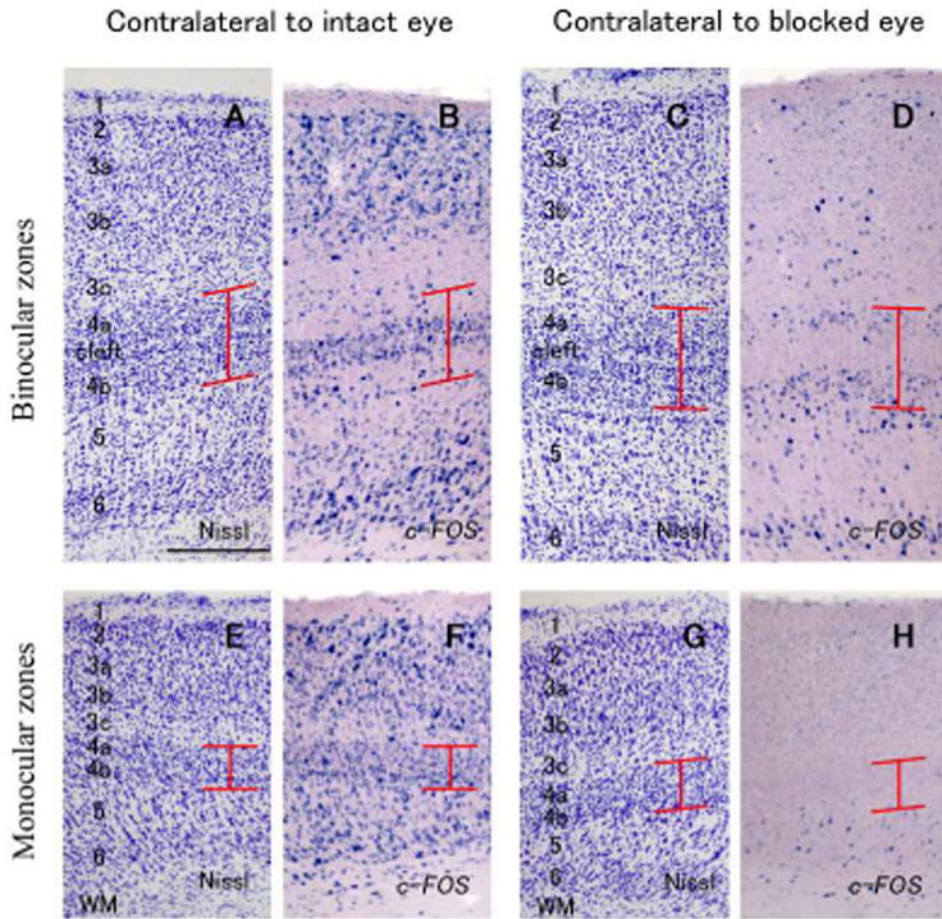 Contralateral to intact eye
Contralateral to blocked eye
Binocular zones
A
1
2
3a
3b
3c
4a
cleft
4b
5
6
Nissl
B
c-FOS
C
1
2
3a
3b
3c
4a
cleft
4b
5
6
Nissl
D
c-FOS
Monocular zones
E
1
2
3a
3b
3c
4a
4b
5
6
WM
Nissl
F
c-FOS
G
1
2
3a
3b
3c
4a
4b
5
6
WM
Nissl
H
c-FOS